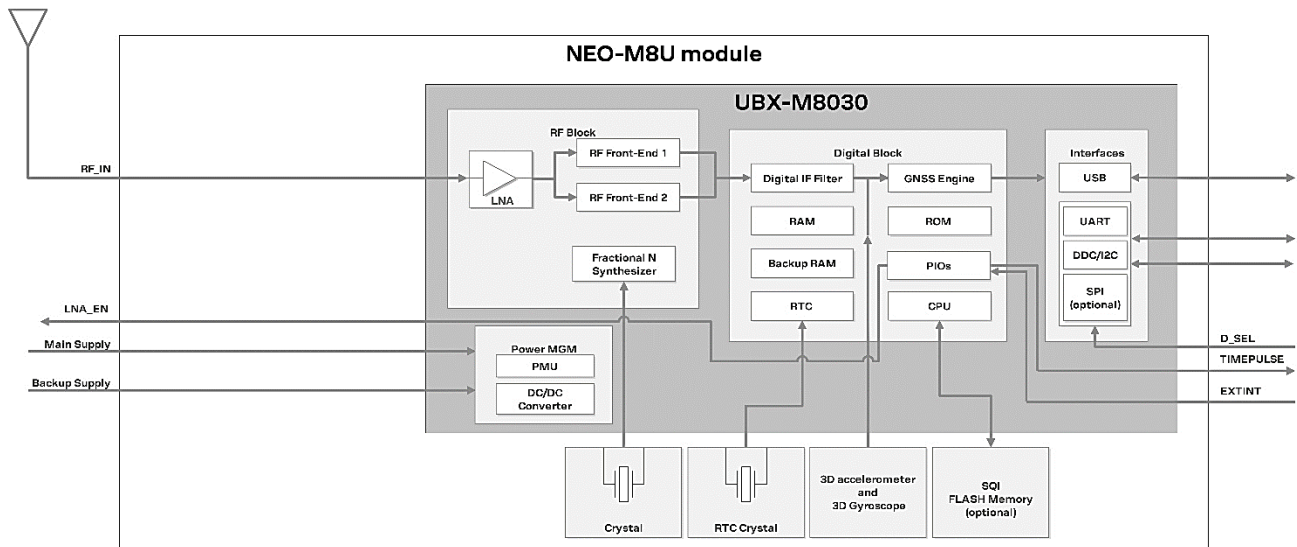 NEO-M8U module
UBX-M8030
RF Block
RF_IN
LNA
RF Front-End 1
RF Front-End 2
Fractional N
Synthesizer
Digital Block
Digital IF Filter
GNSS Engine
RAM
ROM
Backup RAM
PIOs
RTC
CPU
Interfaces
USB
UART
DDC/I2C
SPI
(optional)
LNA_EN
Main Supply
Backup Supply
Power MGM
PMU
DC/DC
Converter
D_SEL
TIMEPULSE
EXTINT
Crystal
RTC Crystal
3D accelerometer
and
3D Gyroscope
SQI
FLASH Memory
(optional)